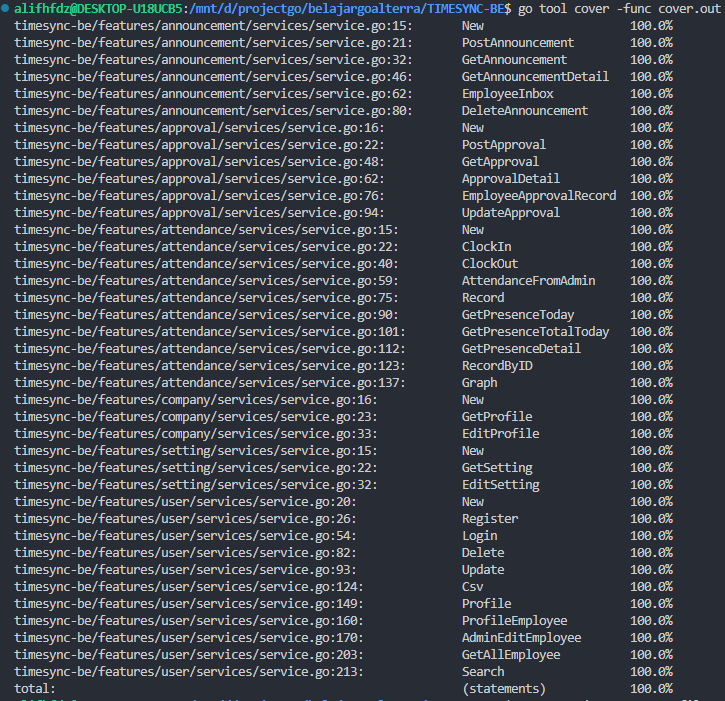 alifhfdz@DESKTOP-U18UCB5:/mnt/d/projectgo/belajargoalterra/TIMESYNC-BE$ go tool cover -func cover.out
timesync-be/features/announcement/services/service.go:15: New 100.0%
timesync-be/features/announcement/services/service.go:21: PostAnnouncement 100.0%
timesync-be/features/announcement/services/service.go:32: GetAnnouncement 100.0%
timesync-be/features/announcement/services/service.go:46: GetAnnouncementDetail 100.0%
timesync-be/features/announcement/services/service.go:62: EmployeeInbox 100.0%
timesync-be/features/announcement/services/service.go:80: DeleteAnnouncement 100.0%
timesync-be/features/approval/services/service.go:16: New 100.0%
timesync-be/features/approval/services/service.go:22: PostApproval 100.0%
timesync-be/features/approval/services/service.go:48: GetApproval 100.0%
timesync-be/features/approval/services/service.go:62: ApprovalDetail 100.0%
timesync-be/features/approval/services/service.go:76: EmployeeApprovalRecord 100.0%
timesync-be/features/approval/services/service.go:94: UpdateApproval 100.0%
timesync-be/features/attendance/services/service.go:15: New 100.0%
timesync-be/features/attendance/services/service.go:22: ClockIn 100.0%
timesync-be/features/attendance/services/service.go:40: ClockOut 100.0%
timesync-be/features/attendance/services/service.go:59: AttendanceFromAdmin 100.0%
timesync-be/features/attendance/services/service.go:75: Record 100.0%
timesync-be/features/attendance/services/service.go:90: GetPresenceToday 100.0%
timesync-be/features/attendance/services/service.go:101: GetPresenceTotalToday 100.0%
timesync-be/features/attendance/services/service.go:112: GetPresenceDetail 100.0%
timesync-be/features/attendance/services/service.go:123: RecordByID 100.0%
timesync-be/features/attendance/services/service.go:137: Graph 100.0%
timesync-be/features/company/services/service.go:16: New 100.0%
timesync-be/features/company/services/service.go:23: GetProfile 100.0%
timesync-be/features/company/services/service.go:33: EditProfile 100.0%
timesync-be/features/setting/services/service.go:15: New 100.0%
timesync-be/features/setting/services/service.go:22: GetSetting 100.0%
timesync-be/features/setting/services/service.go:32: EditSetting 100.0%
timesync-be/features/user/services/service.go:20: New 100.0%
timesync-be/features/user/services/service.go:26: Register 100.0%
timesync-be/features/user/services/service.go:54: Login 100.0%
timesync-be/features/user/services/service.go:82: Delete 100.0%
timesync-be/features/user/services/service.go:93: Update 100.0%
timesync-be/features/user/services/service.go:124: Csv 100.0%
timesync-be/features/user/services/service.go:149: Profile 100.0%
timesync-be/features/user/services/service.go:160: ProfileEmployee 100.0%
timesync-be/features/user/services/service.go:170: AdminEditEmployee 100.0%
timesync-be/features/user/services/service.go:203: GetAllEmployee 100.0%
timesync-be/features/user/services/service.go:213: Search 100.0%
total: (statements) 100.0%